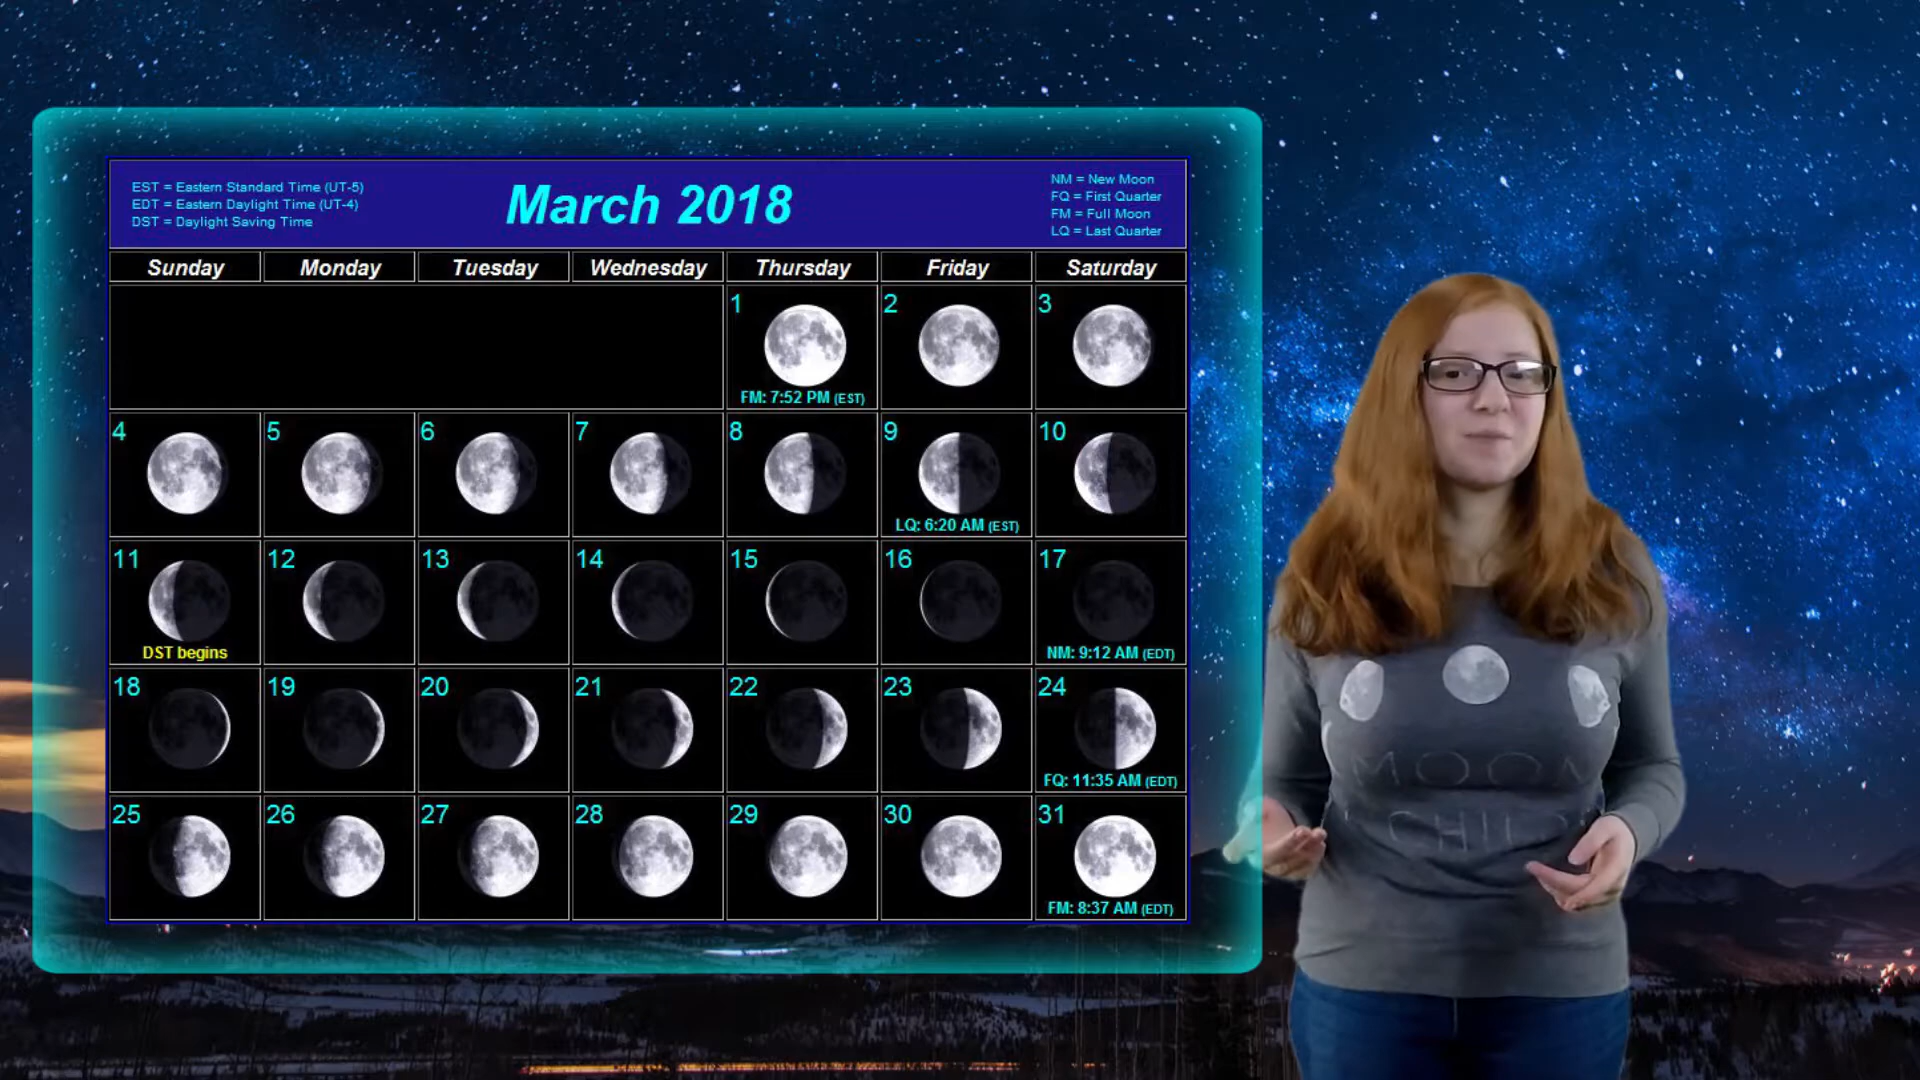 EST = Eastern Standard Time (UT-5)
EDT = Eastern Daylight Time (UT-4)
DST = Daylight Saving Time
March 2018
NM = New Moon
FQ = First Quarter
FM = Full Moon
LQ = Last Quarter
Sunday Monday Tuesday Wednesday Thursday Friday Saturday
1 2 3
FM: 7:52 PM (EST)
4 5 6 7 8 9 10
LQ: 6:20 AM (EST)
11 12 13 14 15 16 17
DST begins NM: 9:12 AM (EDT)
18 19 20 21 22 23 24
FQ: 11:35 AM (EDT)
25 26 27 28 29 30 31
FM: 8:37 AM (EDT)
MOON
CHILD